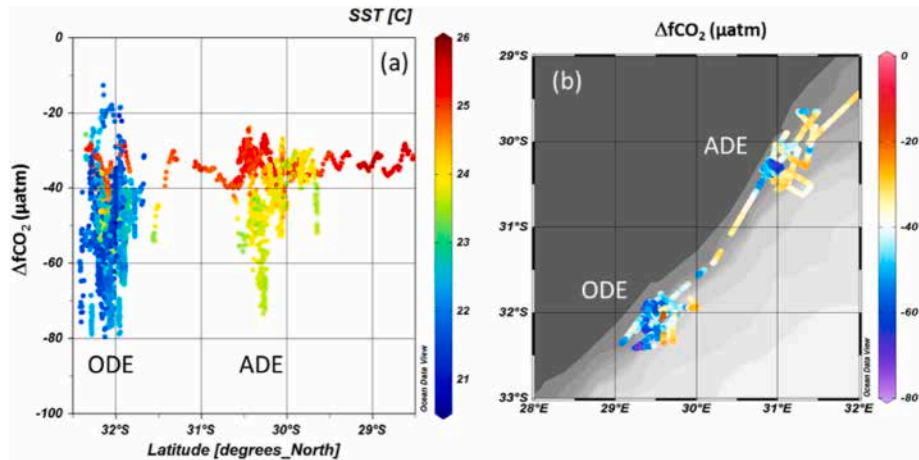 SST [C]
(a)
0
-20
-40
-60
-80
-100
ΔfCO₂ (µatm)
ODE
ADE
32°S
31°S
30°S
29°S
Latitude [degrees_North]
26
25
24
23
22
21
Ocean Data View
ΔfCO₂ (µatm)
(b)
29°S
30°S
31°S
32°S
33°S
ADE
ODE
28°E
29°E
30°E
31°E
32°E
0
-20
-40
-60
-80
Ocean Data View